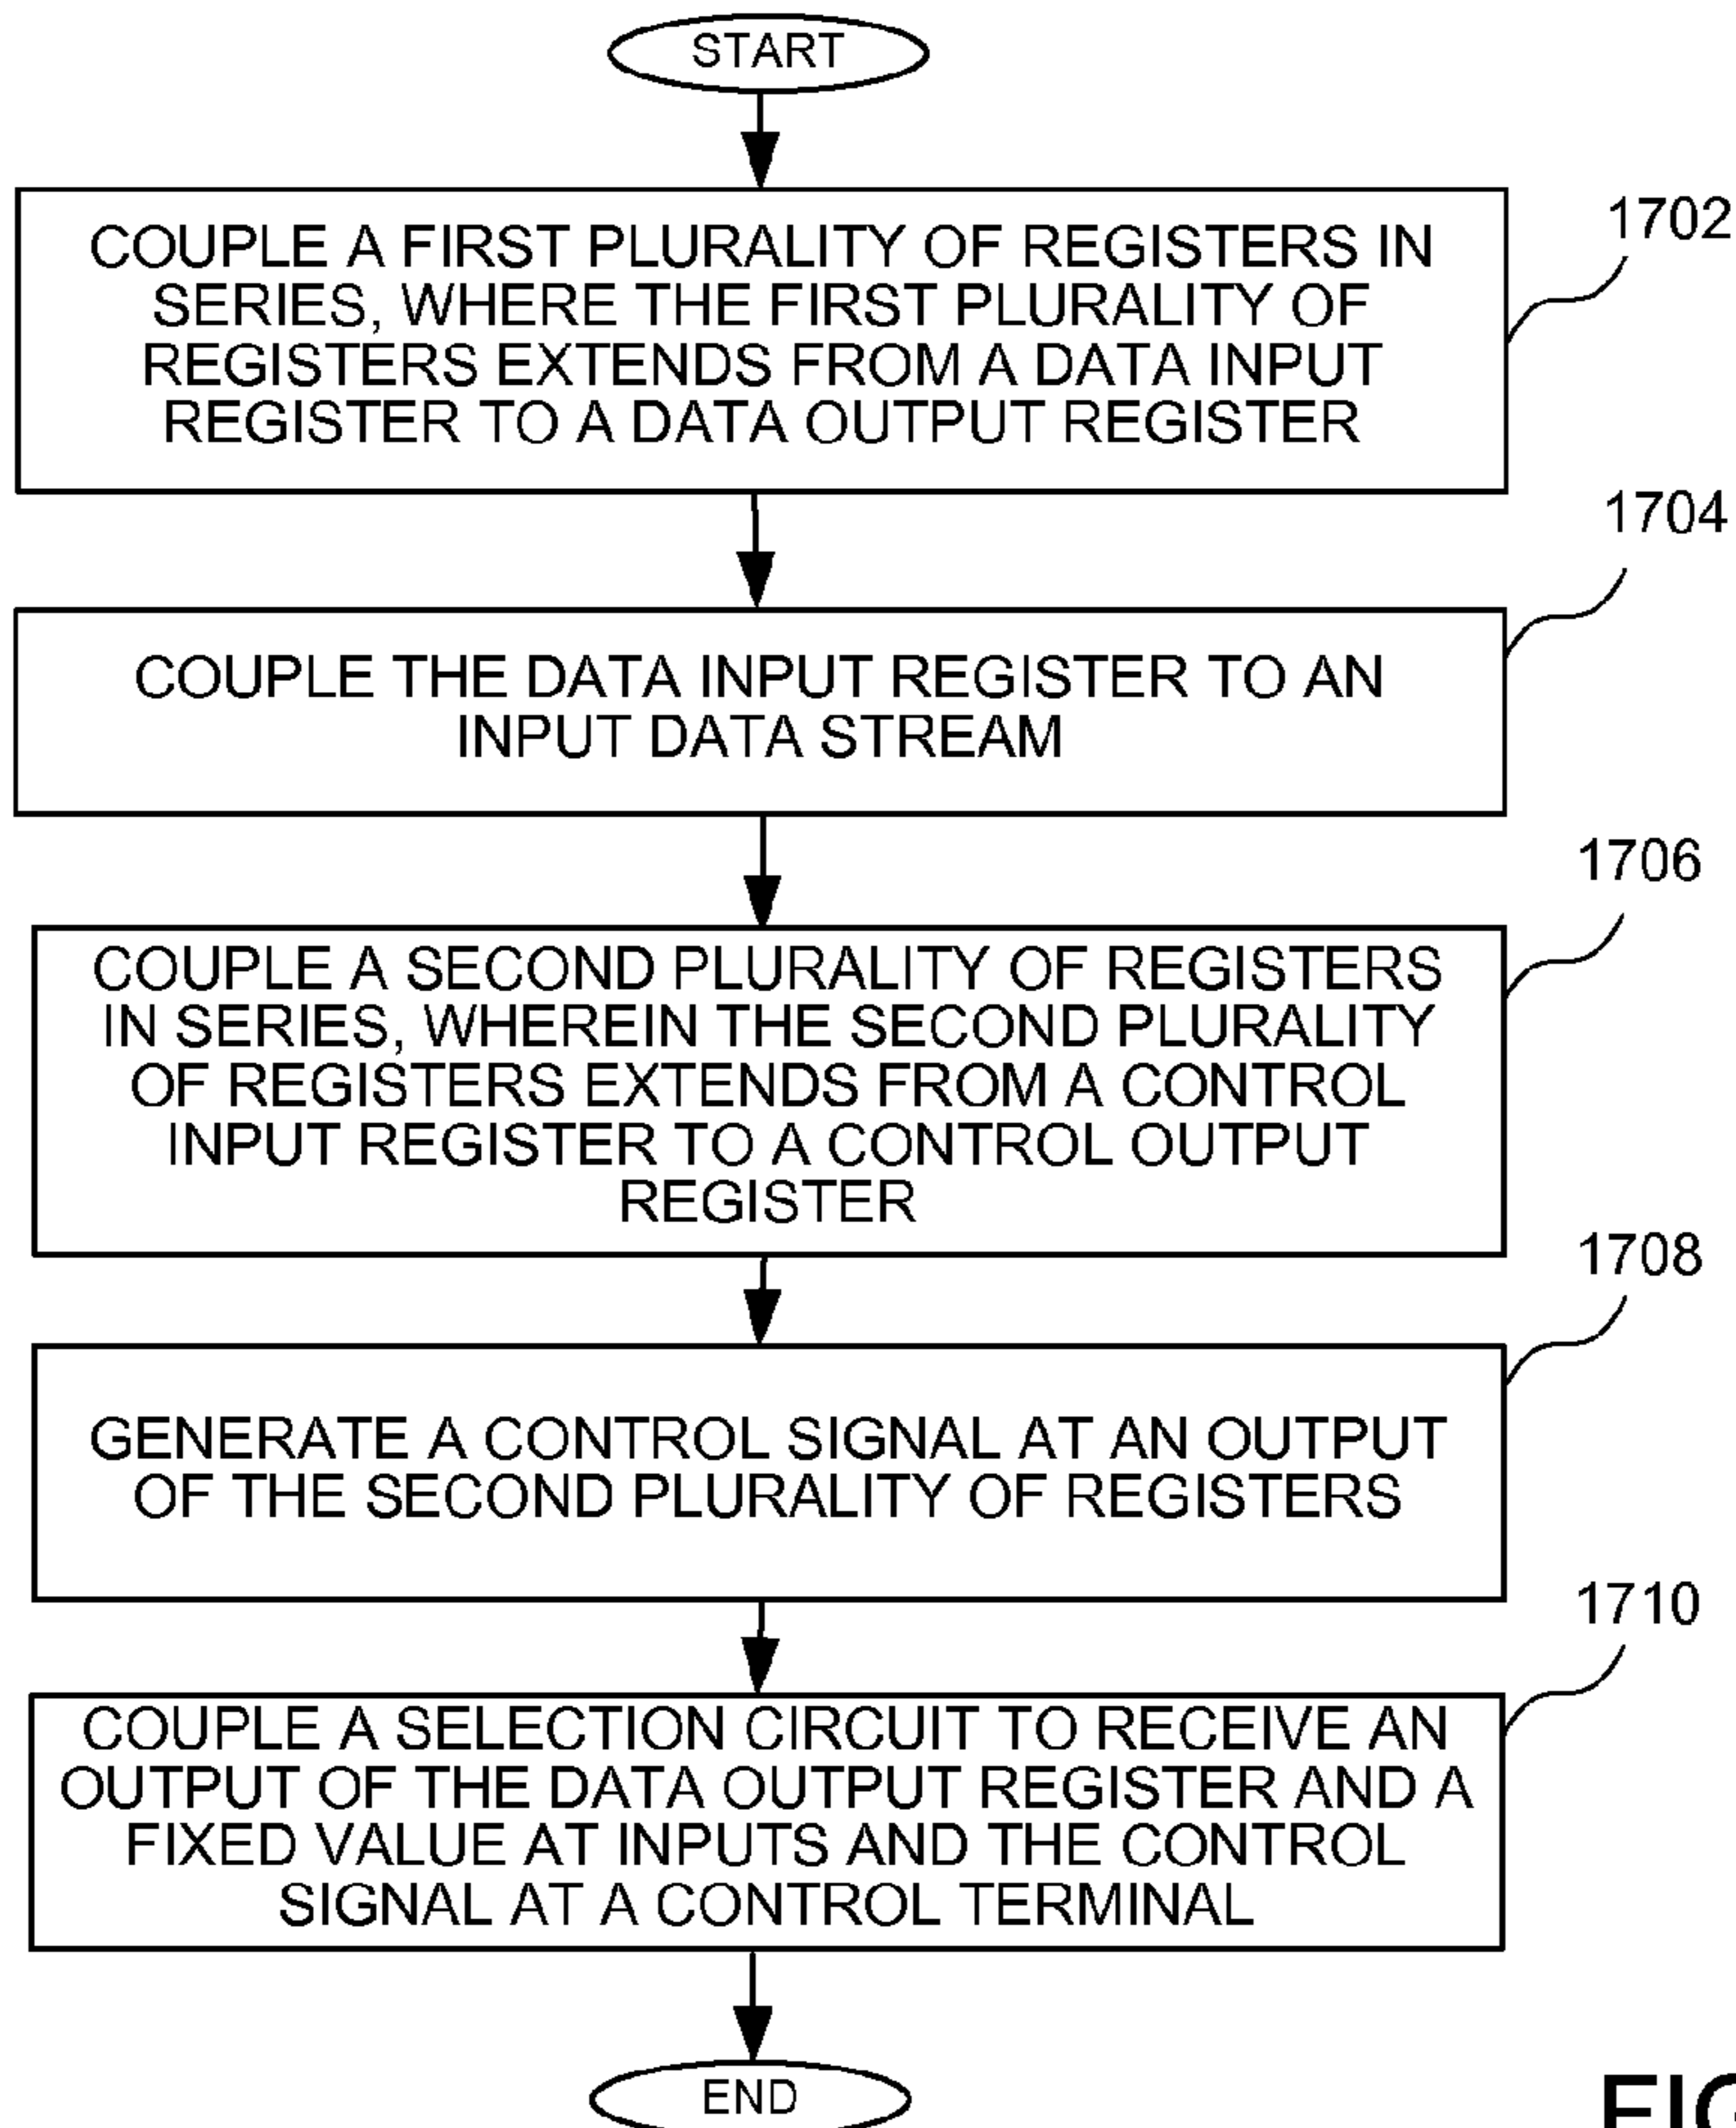 START
COUPLE A FIRST PLURALITY OF REGISTERS IN
SERIES, WHERE THE FIRST PLURALITY OF
REGISTERS EXTENDS FROM A DATA INPUT
REGISTER TO A DATA OUTPUT REGISTER
1702
1704
COUPLE THE DATA INPUT REGISTER TO AN
INPUT DATA STREAM
1706
COUPLE A SECOND PLURALITY OF REGISTERS
IN SERIES, WHEREIN THE SECOND PLURALITY
OF REGISTERS EXTENDS FROM A CONTROL
INPUT REGISTER TO A CONTROL OUTPUT
REGISTER
1708
GENERATE A CONTROL SIGNAL AT AN OUTPUT
OF THE SECOND PLURALITY OF REGISTERS
1710
COUPLE A SELECTION CIRCUIT TO RECEIVE AN
OUTPUT OF THE DATA OUTPUT REGISTER AND A
FIXED VALUE AT INPUTS AND THE CONTROL
SIGNAL AT A CONTROL TERMINAL
END